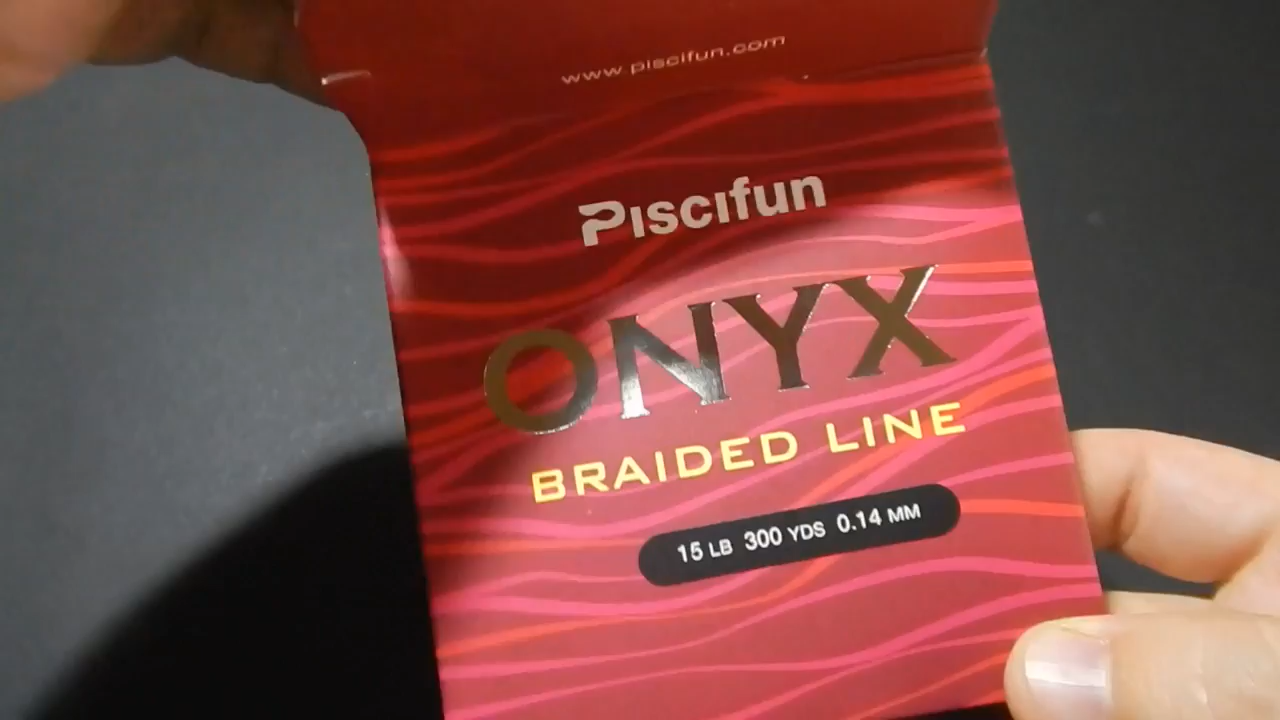 www.piscifun.com
Piscifun
ONYX
BRAIDED LINE
15 LB 300 YDS 0.14 MM